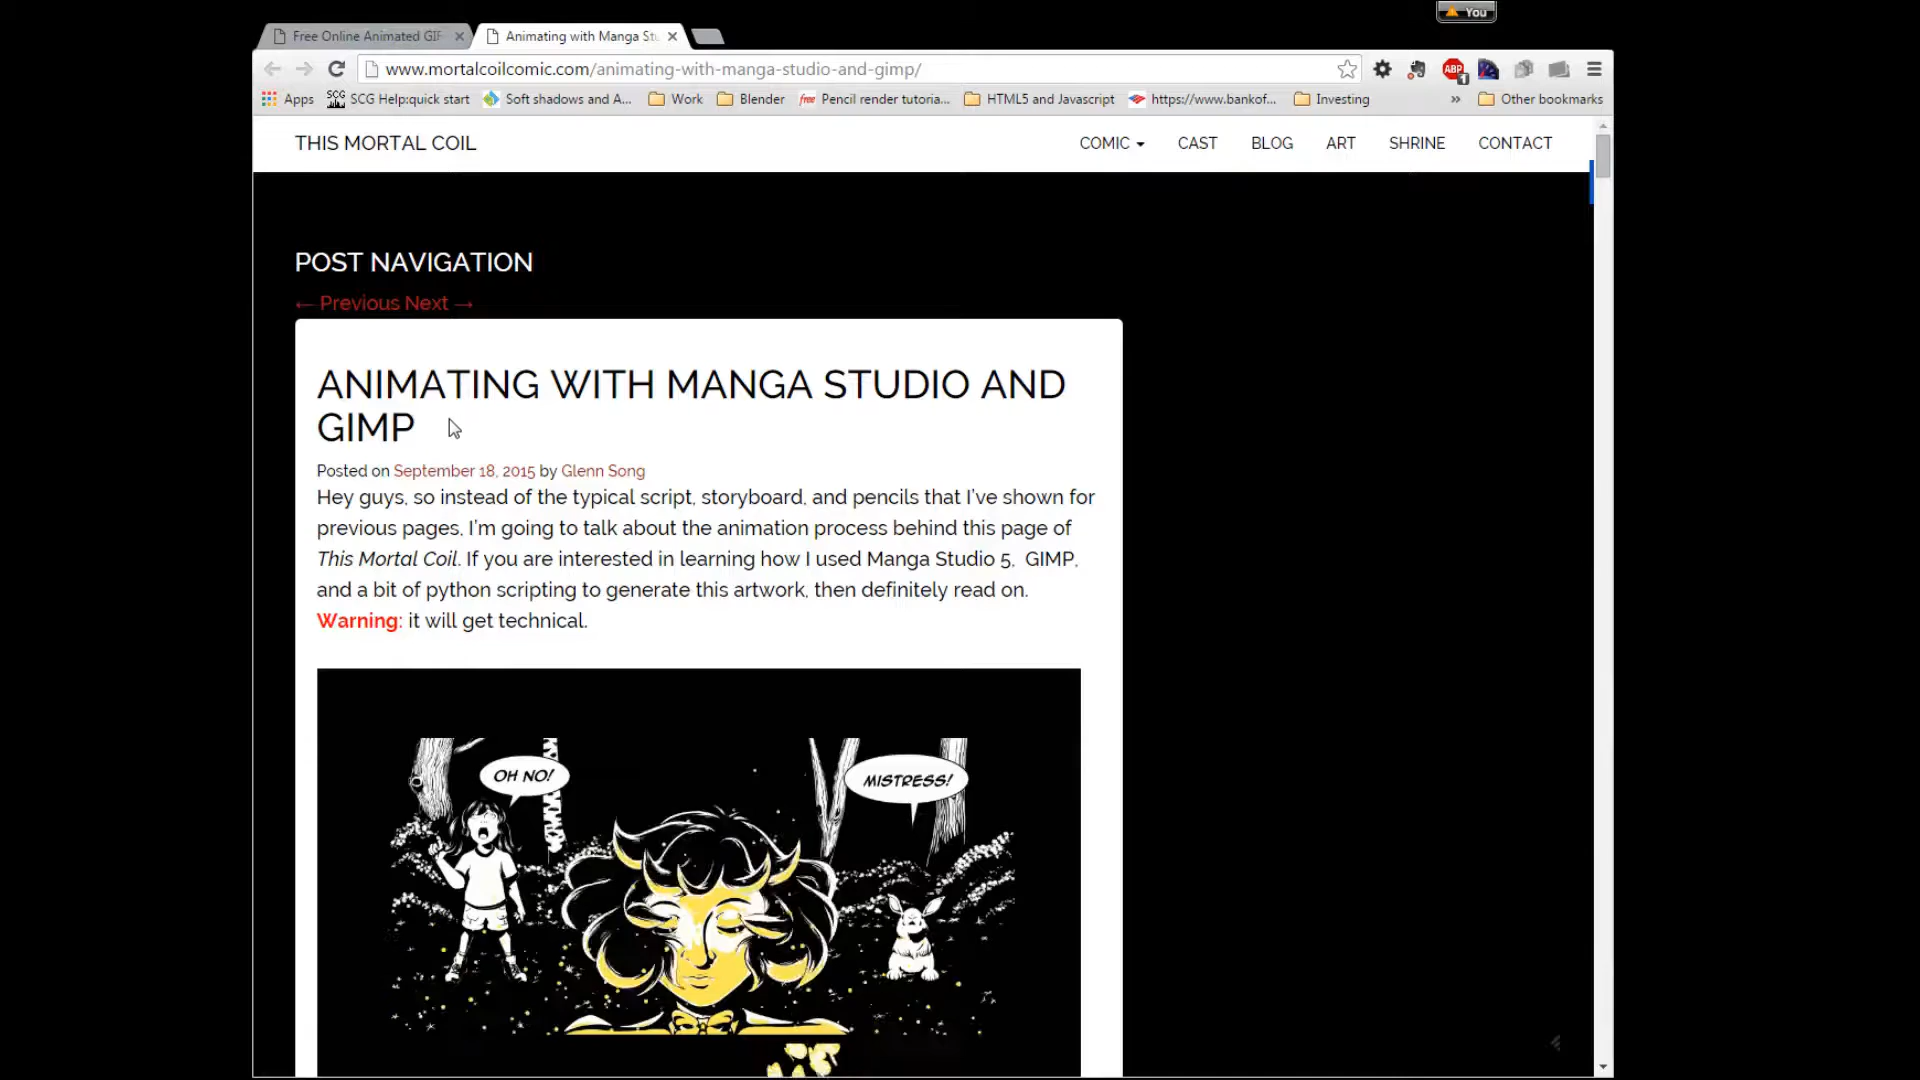 You
Free Online Animated GIF
Animating with Manga Stu
www.mortalcoilcomic.com/animating-with-manga-studio-and-gimp/
ABP
1
Apps
SCG Help:quick start
Soft shadows and A...
Work
Blender
free
Pencil render tutoria...
HTML5 and Javascript
https://www.bankof...
Investing
»
Other bookmarks
THIS MORTAL COIL
COMIC
CAST
BLOG
ART
SHRINE
CONTACT
POST NAVIGATION
← Previous Next →
ANIMATING WITH MANGA STUDIO AND
GIMP
Posted on September 18, 2015 by Glenn Song
Hey guys, so instead of the typical script, storyboard, and pencils that I've shown for
previous pages, I'm going to talk about the animation process behind this page of
This Mortal Coil. If you are interested in learning how I used Manga Studio 5,  GIMP,
and a bit of python scripting to generate this artwork, then definitely read on.
Warning: it will get technical.
OH NO!
MISTRESS!